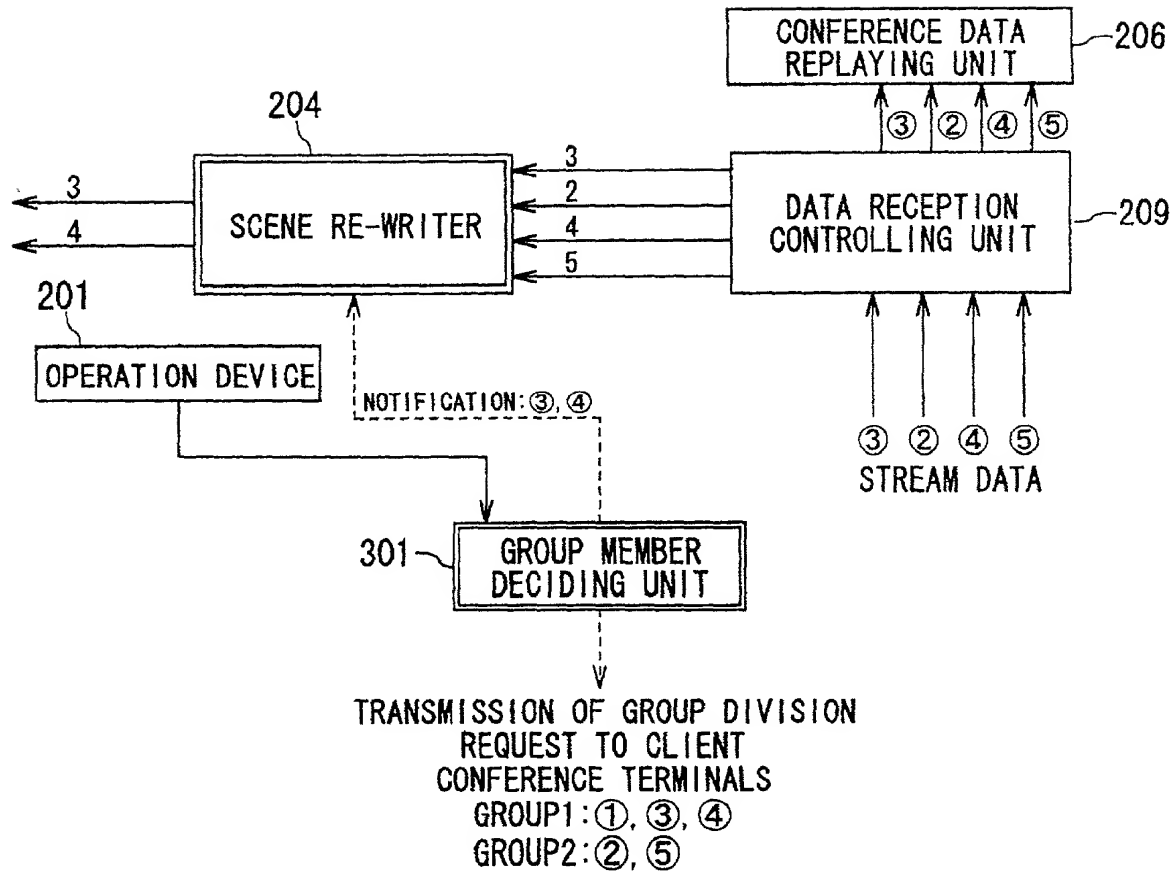 CONFERENCE DATA
REPLAYING UNIT
206
③ ② ④ ⑤
204
3
2
4
5
SCENE RE-WRITER
3
4
DATA RECEPTION
CONTROLLING UNIT
209
201
OPERATION DEVICE
NOTIFICATION:③, ④
③ ② ④ ⑤
STREAM DATA
301
GROUP MEMBER
DECIDING UNIT
TRANSMISSION OF GROUP DIVISION
REQUEST TO CLIENT
CONFERENCE TERMINALS
GROUP1:①, ③, ④
GROUP2:②, ⑤